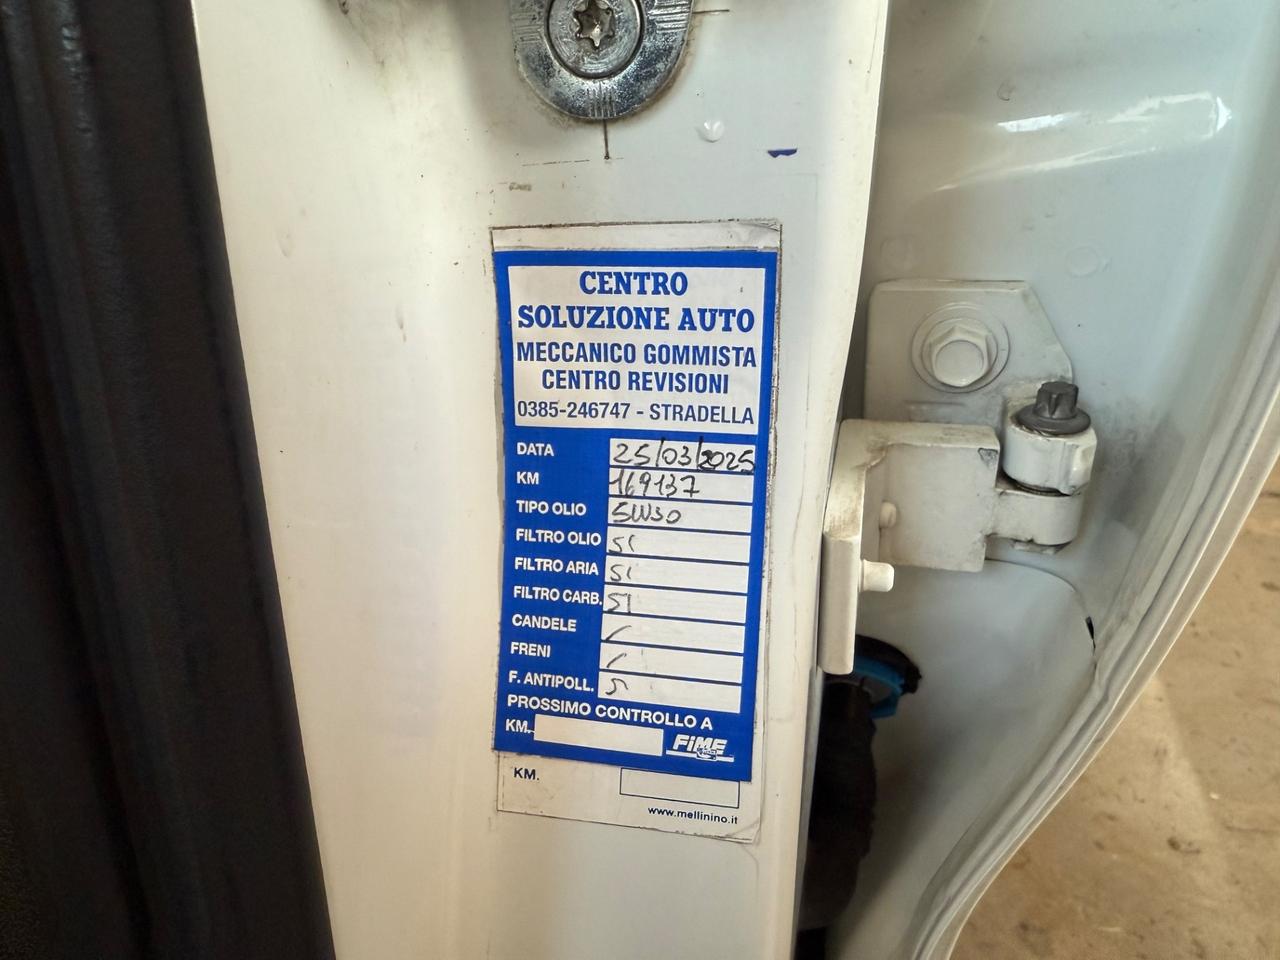 CENTRO
SOLUZIONE AUTO
MECCANICO GOMMISTA
CENTRO REVISIONI
0385-246747 - STRADELLA
DATA 25/03/2025
KM 169137
TIPO OLIO 5W30
FILTRO OLIO SI
FILTRO ARIA SI
FILTRO CARB. SI
CANDELE /
FRENI /
F. ANTIPOLL. SI
PROSSIMO CONTROLLO A
KM. FIME
KM.
www.mellinino.it